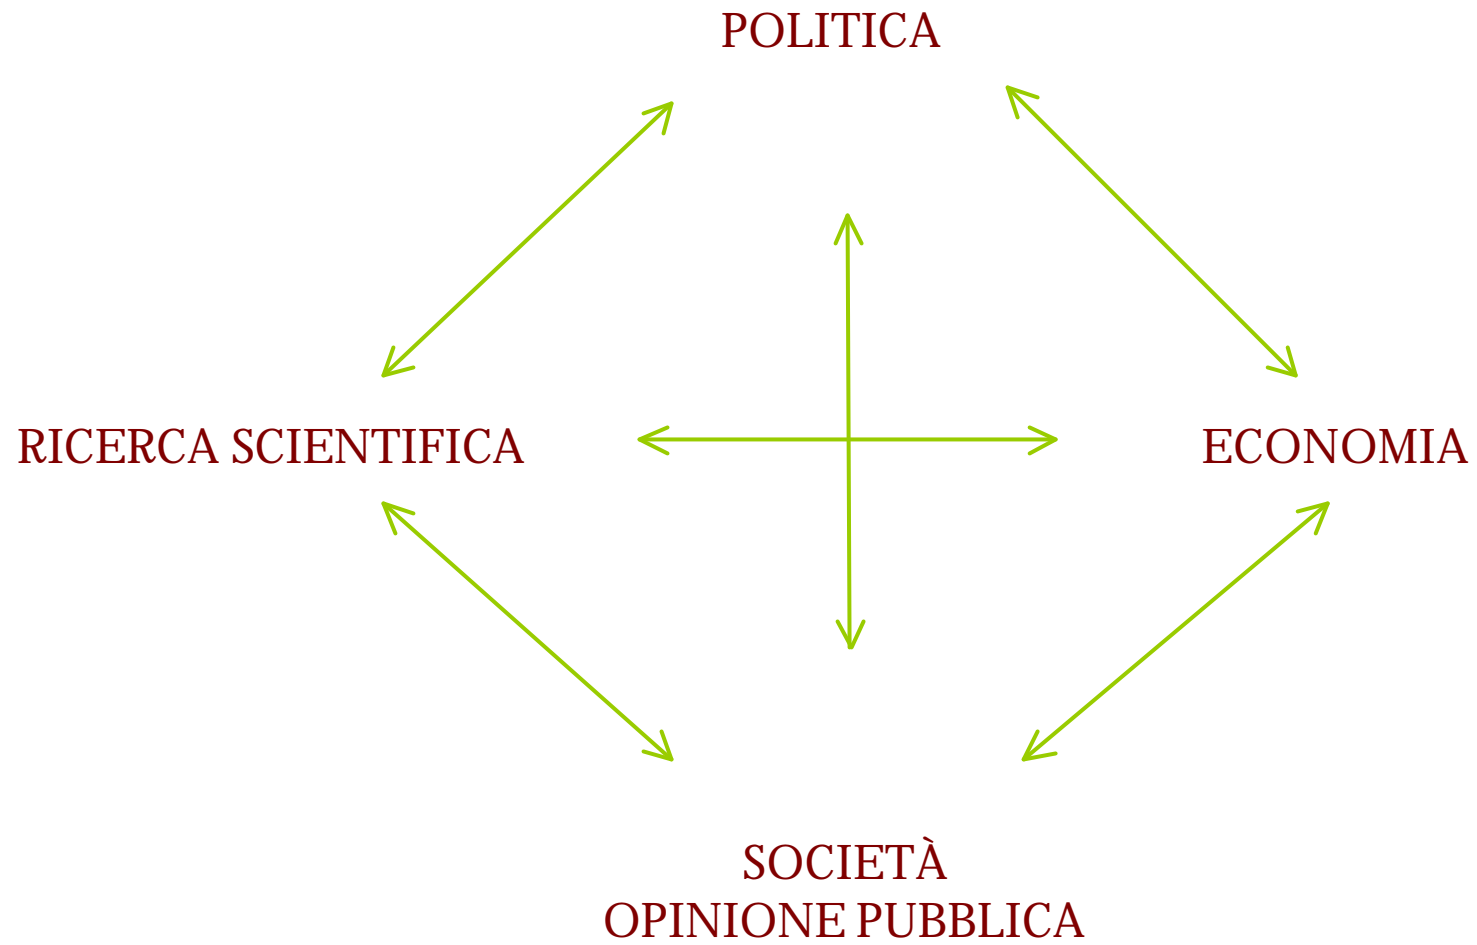 POLITICA
RICERCA SCIENTIFICA
ECONOMIA
SOCIETÀ
OPINIONE PUBBLICA